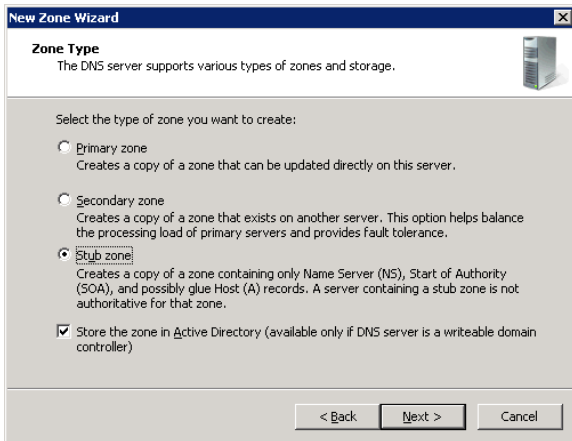 New Zone Wizard
Zone Type
The DNS server supports various types of zones and storage.
Select the type of zone you want to create:
Primary zone
Creates a copy of a zone that can be updated directly on this server.
Secondary zone
Creates a copy of a zone that exists on another server. This option helps balance
the processing load of primary servers and provides fault tolerance.
Stub zone
Creates a copy of a zone containing only Name Server (NS), Start of Authority
(SOA), and possibly glue Host (A) records. A server containing a stub zone is not
authoritative for that zone.
Store the zone in Active Directory (available only if DNS server is a writeable domain
controller)
< Back Next > Cancel